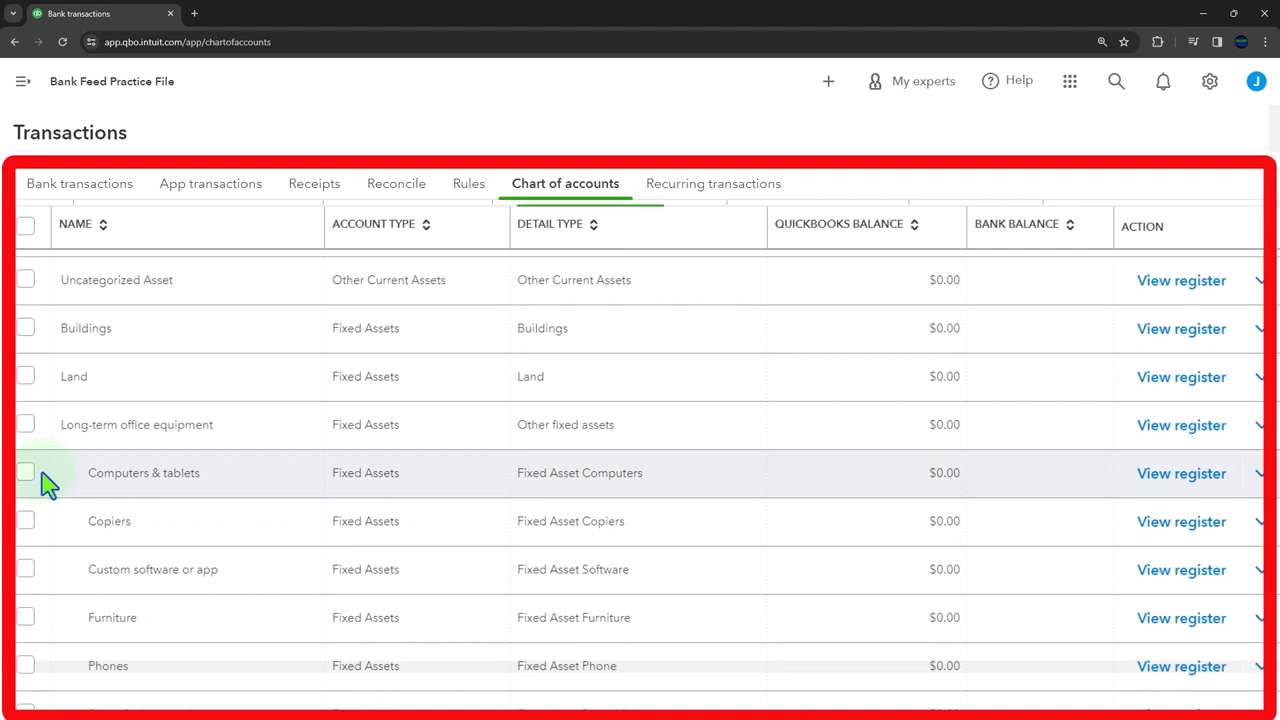 Bank transactions
app.qbo.intuit.com/app/chartofaccounts
Bank Feed Practice File
My experts
Help
J
Transactions
Bank transactions App transactions Receipts Reconcile Rules Chart of accounts Recurring transactions
NAME ACCOUNT TYPE DETAIL TYPE QUICKBOOKS BALANCE BANK BALANCE ACTION
Uncategorized Asset Other Current Assets Other Current Assets $0.00 View register
Buildings Fixed Assets Buildings $0.00 View register
Land Fixed Assets Land $0.00 View register
Long-term office equipment Fixed Assets Other fixed assets $0.00 View register
Computers & tablets Fixed Assets Fixed Asset Computers $0.00 View register
Copiers Fixed Assets Fixed Asset Copiers $0.00 View register
Custom software or app Fixed Assets Fixed Asset Software $0.00 View register
Furniture Fixed Assets Fixed Asset Furniture $0.00 View register
Phones Fixed Assets Fixed Asset Phone $0.00 View register